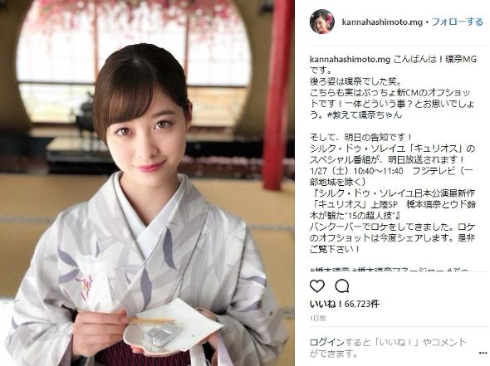 kannahashimoto.mg・フォローする
kannahashimoto.mg こんばんは！環奈MG
です。
後ろ姿は環奈でした笑。
こちらも実はぷっちょ新CMのオフショッ
トです！一体どういう事？とお思いでしょ
う。#教えて環奈ちゃん
そして、明日の告知です！
シルク・ドゥ・ソレイユ「キュリオス」の
スペシャル番組が、明日放送されます！
1/27（土）10:40〜11:40　フジテレビ（一
部地域を除く）
『シルク・ドゥ・ソレイユ日本公演最新作
「キュリオス」上陸SP　橋本環奈とウド鈴
木が観た"15の超人技"』
バンクーバーでロケをしてきました。ロケ
のオフショットは今度シェアします。是非
ご覧下さい！
#橋本環奈 #橋本環奈マネージャー #ぷっ
いいね！66,723件
1日前
ログインすると「いいね！」やコメント
ができます。